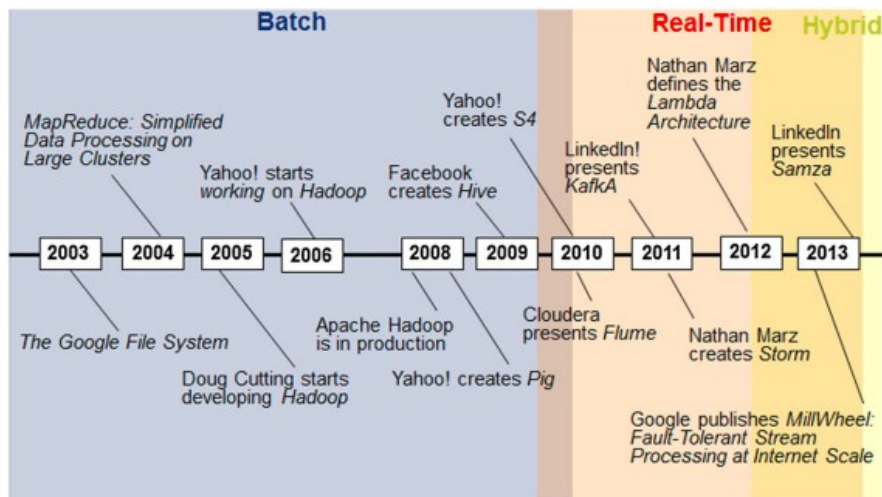 Batch
Real-Time
Hybrid
MapReduce: Simplified
Data Processing on
Large Clusters
Yahoo! starts
working on Hadoop
Facebook
creates Hive
Yahoo!
creates S4
LinkedIn!
presents
KafkA
Nathan Marz
defines the
Lambda
Architecture
LinkedIn
presents
Samza
2003
2004
2005
2006
2008
2009
2010
2011
2012
2013
The Google File System
Doug Cutting starts
developing Hadoop
Apache Hadoop
is in production
Yahoo! creates Pig
Cloudera
presents Flume
Nathan Marz
creates Storm
Google publishes MillWheel:
Fault-Tolerant Stream
Processing at Internet Scale